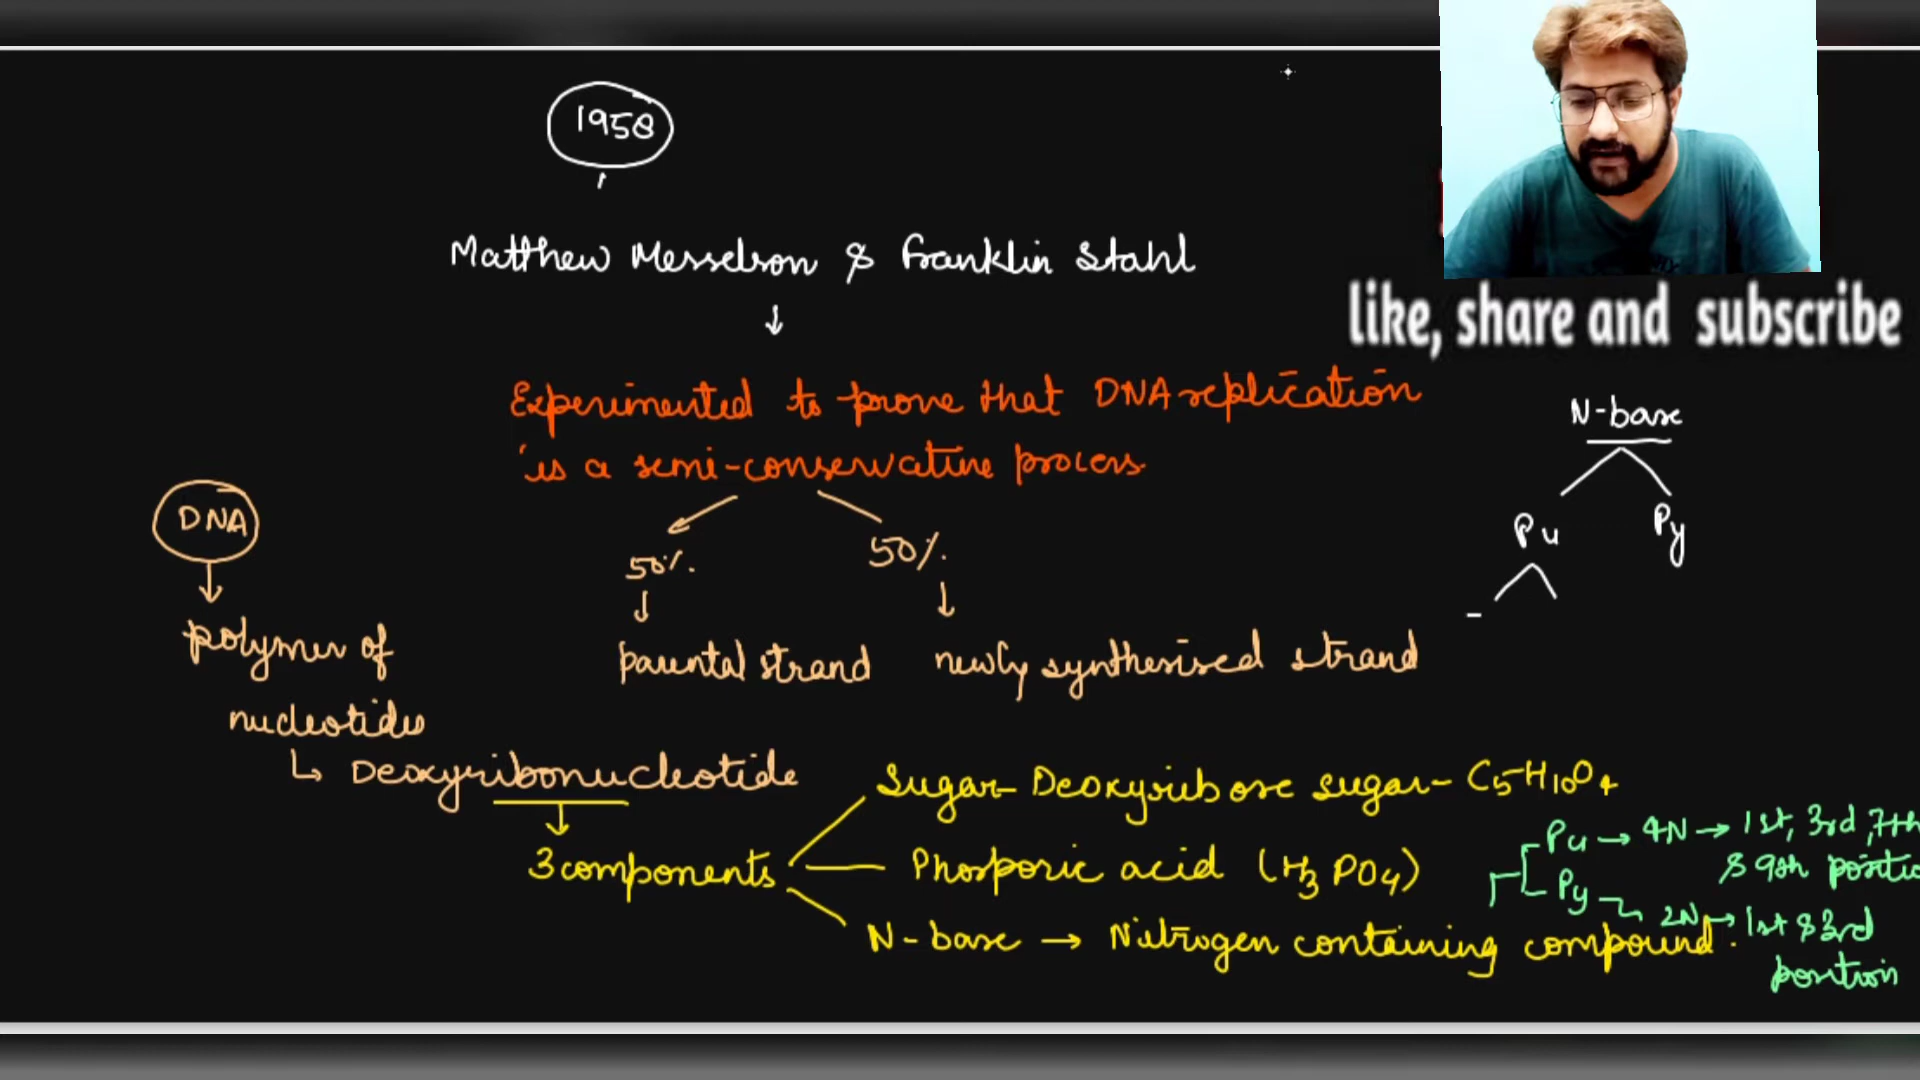 1958
Matthew Messelson & Franklin Stahl
like, share and subscribe
Experimented to prove that DNA replication
is a semi-conservative process.
N-base
Pu Py
DNA
50%. 50%.
polymer of
parental strand newly synthesised strand
nucleotides
Deoxyribonucleotide
Sugar- Deoxyribose sugar- C5H10O4
3 components
Phosporic acid (H3PO4)
N-base → Nitrogen containing compound.
Pu → 4N → 1st, 3rd, 7th
& 9th positio
Py 2N → 1st & 3rd
position